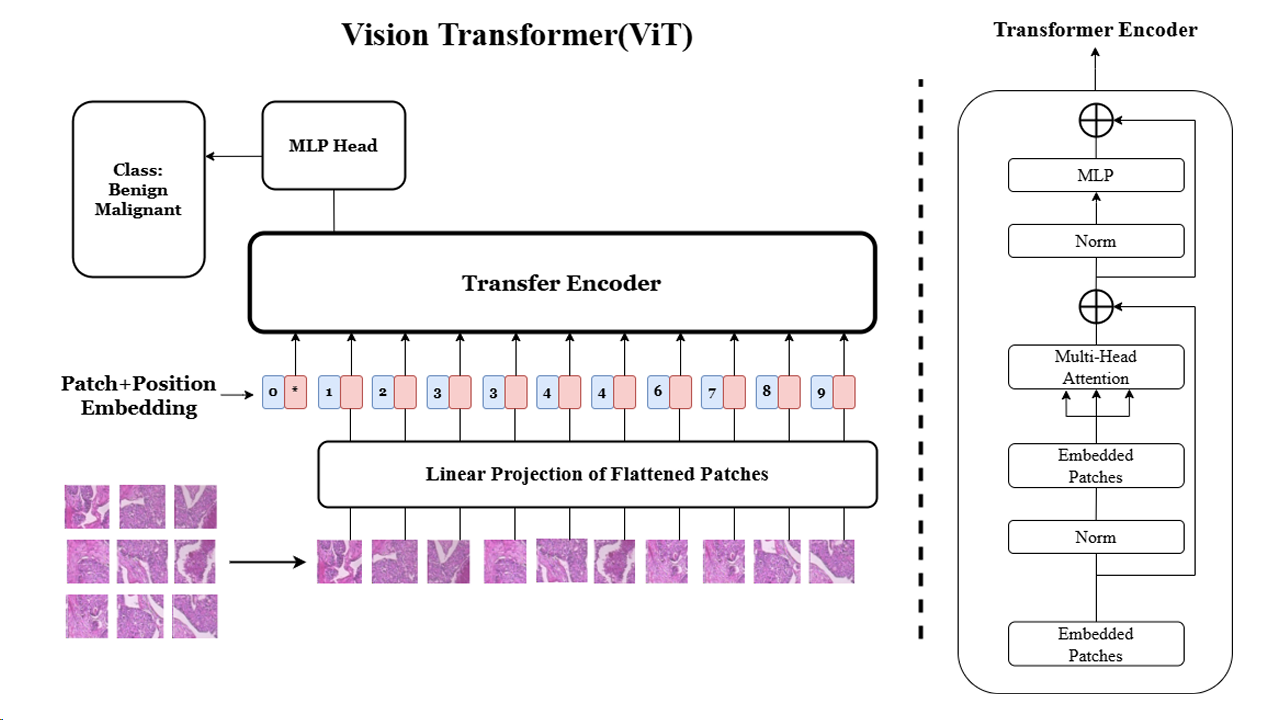 Vision Transformer(ViT)
Class:
Benign
Malignant
MLP Head
Transfer Encoder
Patch+Position
Embedding
0 * 1 2 3 3 4 4 6 7 8 9
Linear Projection of Flattened Patches
Transformer Encoder
MLP
Norm
Multi-Head
Attention
Embedded
Patches
Norm
Embedded
Patches